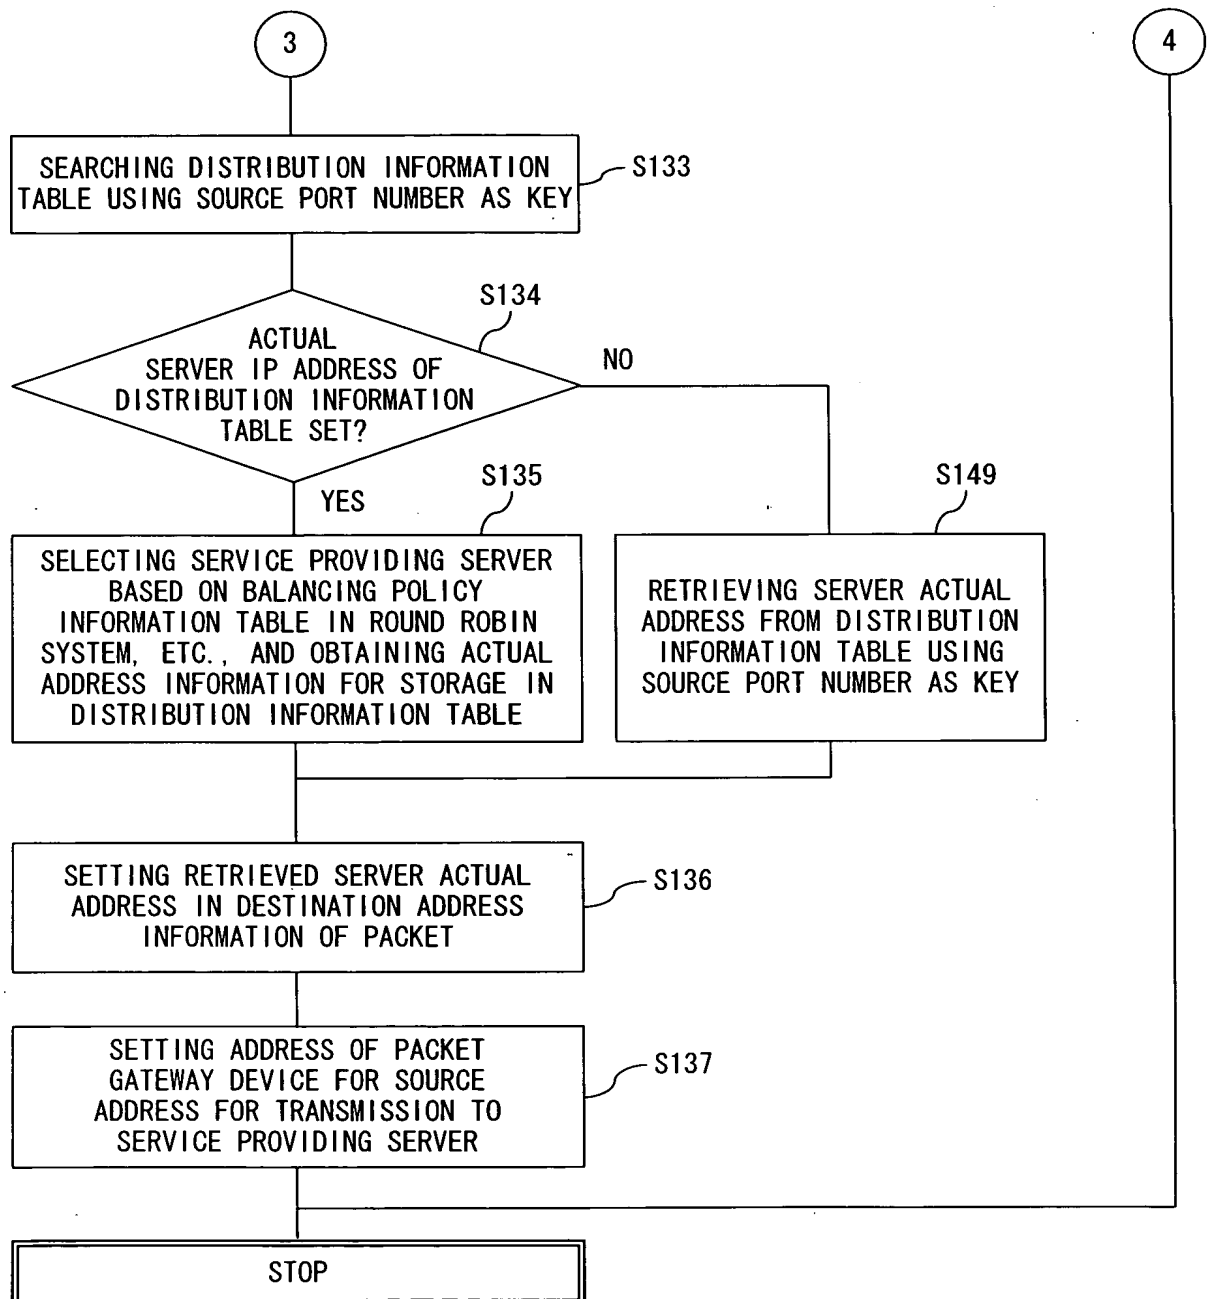 3
4
SEARCHING DISTRIBUTION INFORMATION
TABLE USING SOURCE PORT NUMBER AS KEY
S133
S134
ACTUAL
SERVER IP ADDRESS OF
DISTRIBUTION INFORMATION
TABLE SET?
NO
YES
S135
S149
SELECTING SERVICE PROVIDING SERVER
BASED ON BALANCING POLICY
INFORMATION TABLE IN ROUND ROBIN
SYSTEM, ETC., AND OBTAINING ACTUAL
ADDRESS INFORMATION FOR STORAGE IN
DISTRIBUTION INFORMATION TABLE
RETRIEVING SERVER ACTUAL
ADDRESS FROM DISTRIBUTION
INFORMATION TABLE USING
SOURCE PORT NUMBER AS KEY
SETTING RETRIEVED SERVER ACTUAL
ADDRESS IN DESTINATION ADDRESS
INFORMATION OF PACKET
S136
SETTING ADDRESS OF PACKET
GATEWAY DEVICE FOR SOURCE
ADDRESS FOR TRANSMISSION TO
SERVICE PROVIDING SERVER
S137
STOP